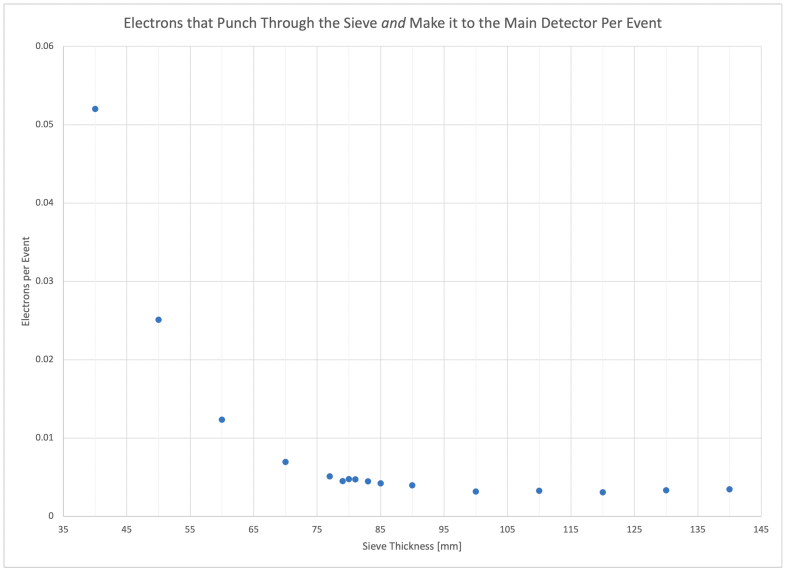 Electrons that Punch Through the Sieve and Make it to the Main Detector Per Event
0.06
0.05
0.04
0.03
0.02
0.01
0
Electrons per Event
35 45 55 65 75 85 95 105 115 125 135 145
Sieve Thickness [mm]